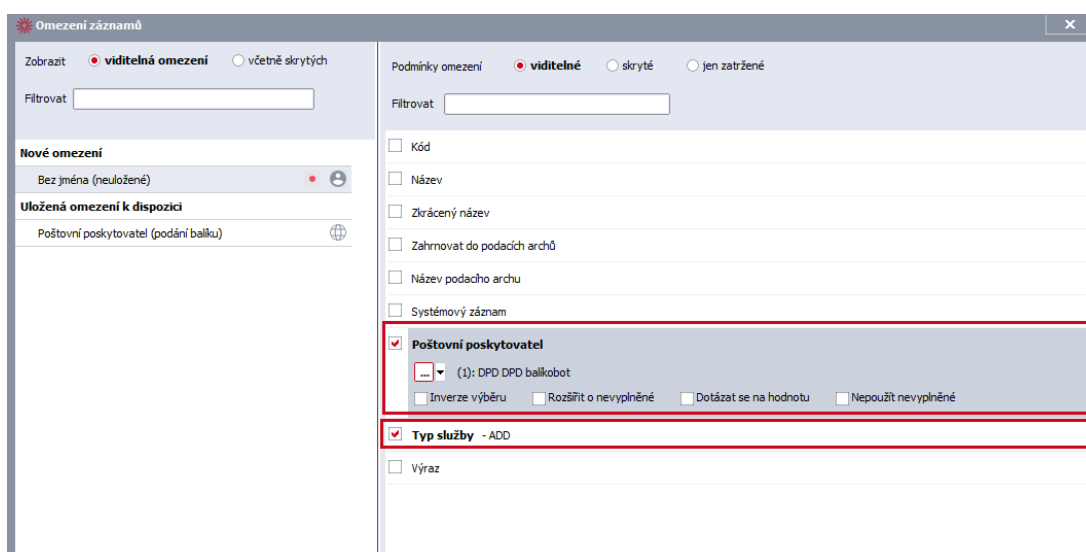 Omezení záznamů
Zobrazit viditelná omezení včetně skrytých
Filtrovat
Nové omezení
Bez jména (neuložené)
Uložená omezení k dispozici
Poštovní poskytovatel (podání balíku)
Podmínky omezení viditelné skryté jen zatržené
Filtrovat
Kód
Název
Zkrácený název
Zahrnovat do podacích archů
Název podacího archu
Systémový záznam
Poštovní poskytovatel
... (1): DPD DPD balíkobot
Inverze výběru Rozšířit o nevyplněné Dotázat se na hodnotu Nepoužít nevyplněné
Typ služby - ADD
Výraz